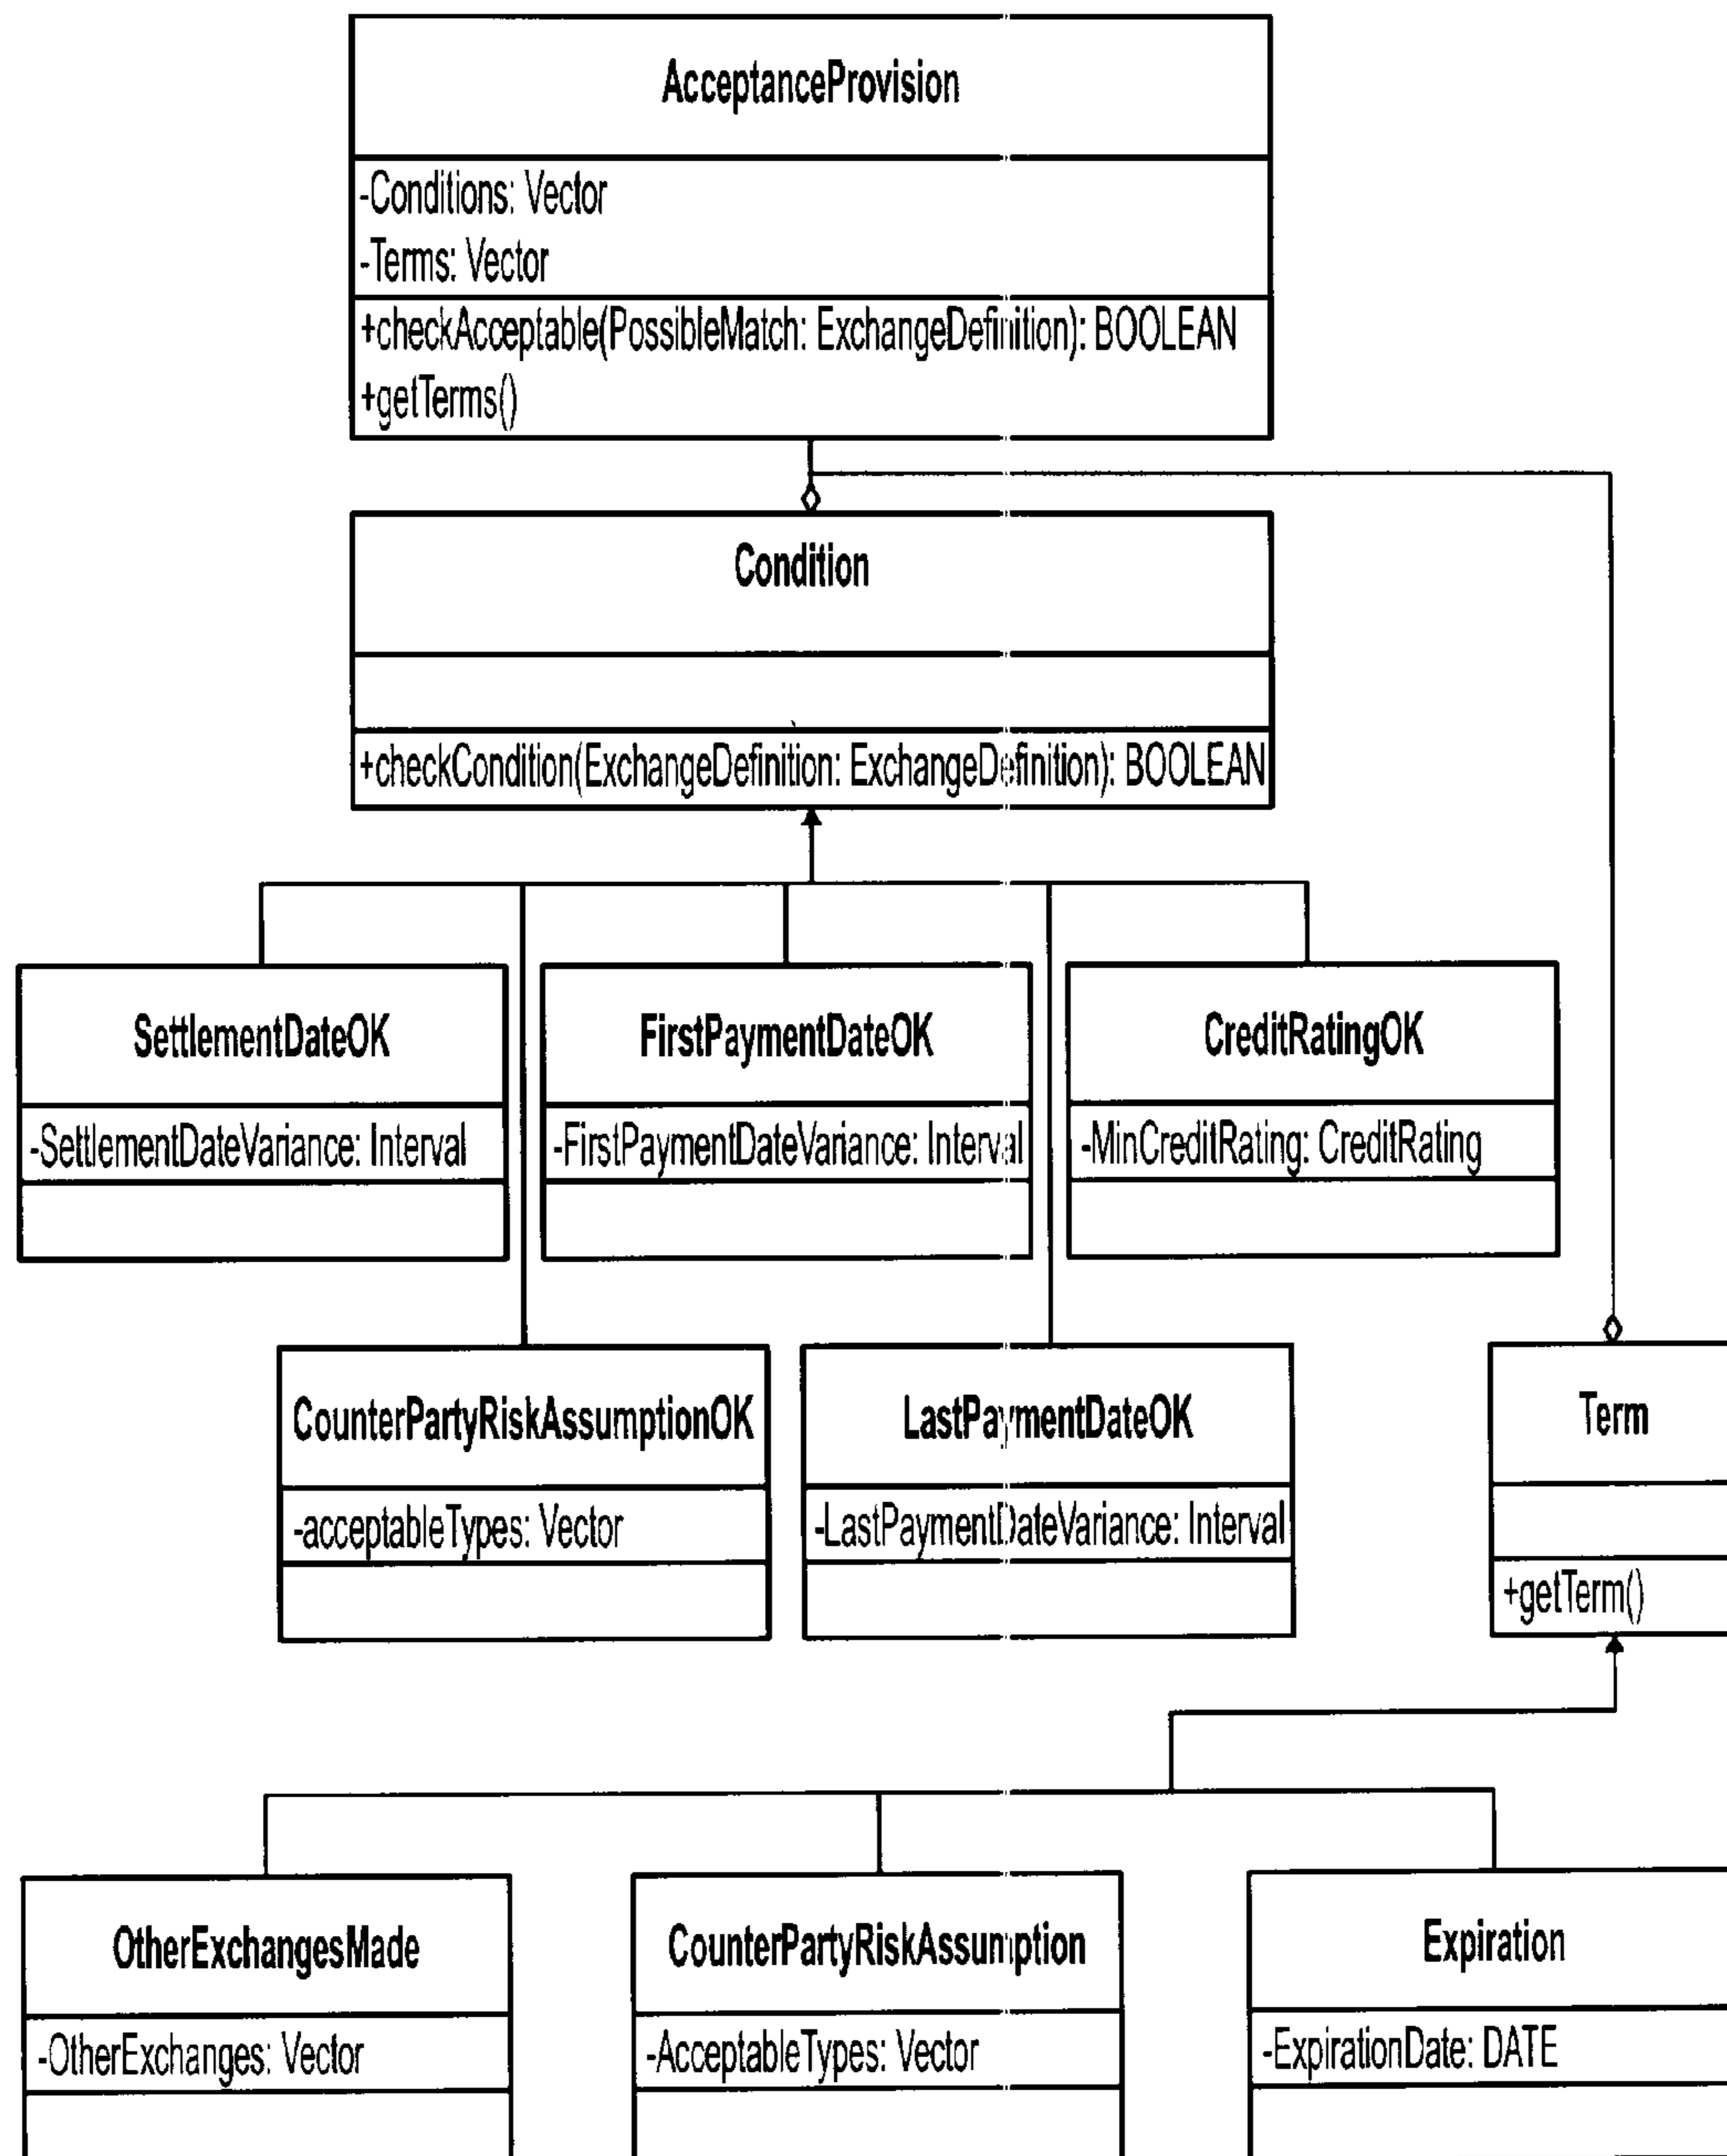 AcceptanceProvision
-Conditions: Vector
-Terms: Vector
+checkAcceptable(PossibleMatch: ExchangeDefinition): BOOLEAN
+getTerms()
Condition
+checkCondition(ExchangeDefinition: ExchangeDefinition): BOOLEAN
SettlementDateOK
-SettlementDateVariance: Interval
FirstPaymentDateOK
-FirstPaymentDateVariance: Interval
CreditRatingOK
-MinCreditRating: CreditRating
CounterPartyRiskAssumptionOK
-acceptableTypes: Vector
LastPaymentDateOK
-LastPaymentDateVariance: Interval
Term
+getTerm()
OtherExchangesMade
-OtherExchanges: Vector
CounterPartyRiskAssumption
-AcceptableTypes: Vector
Expiration
-ExpirationDate: DATE